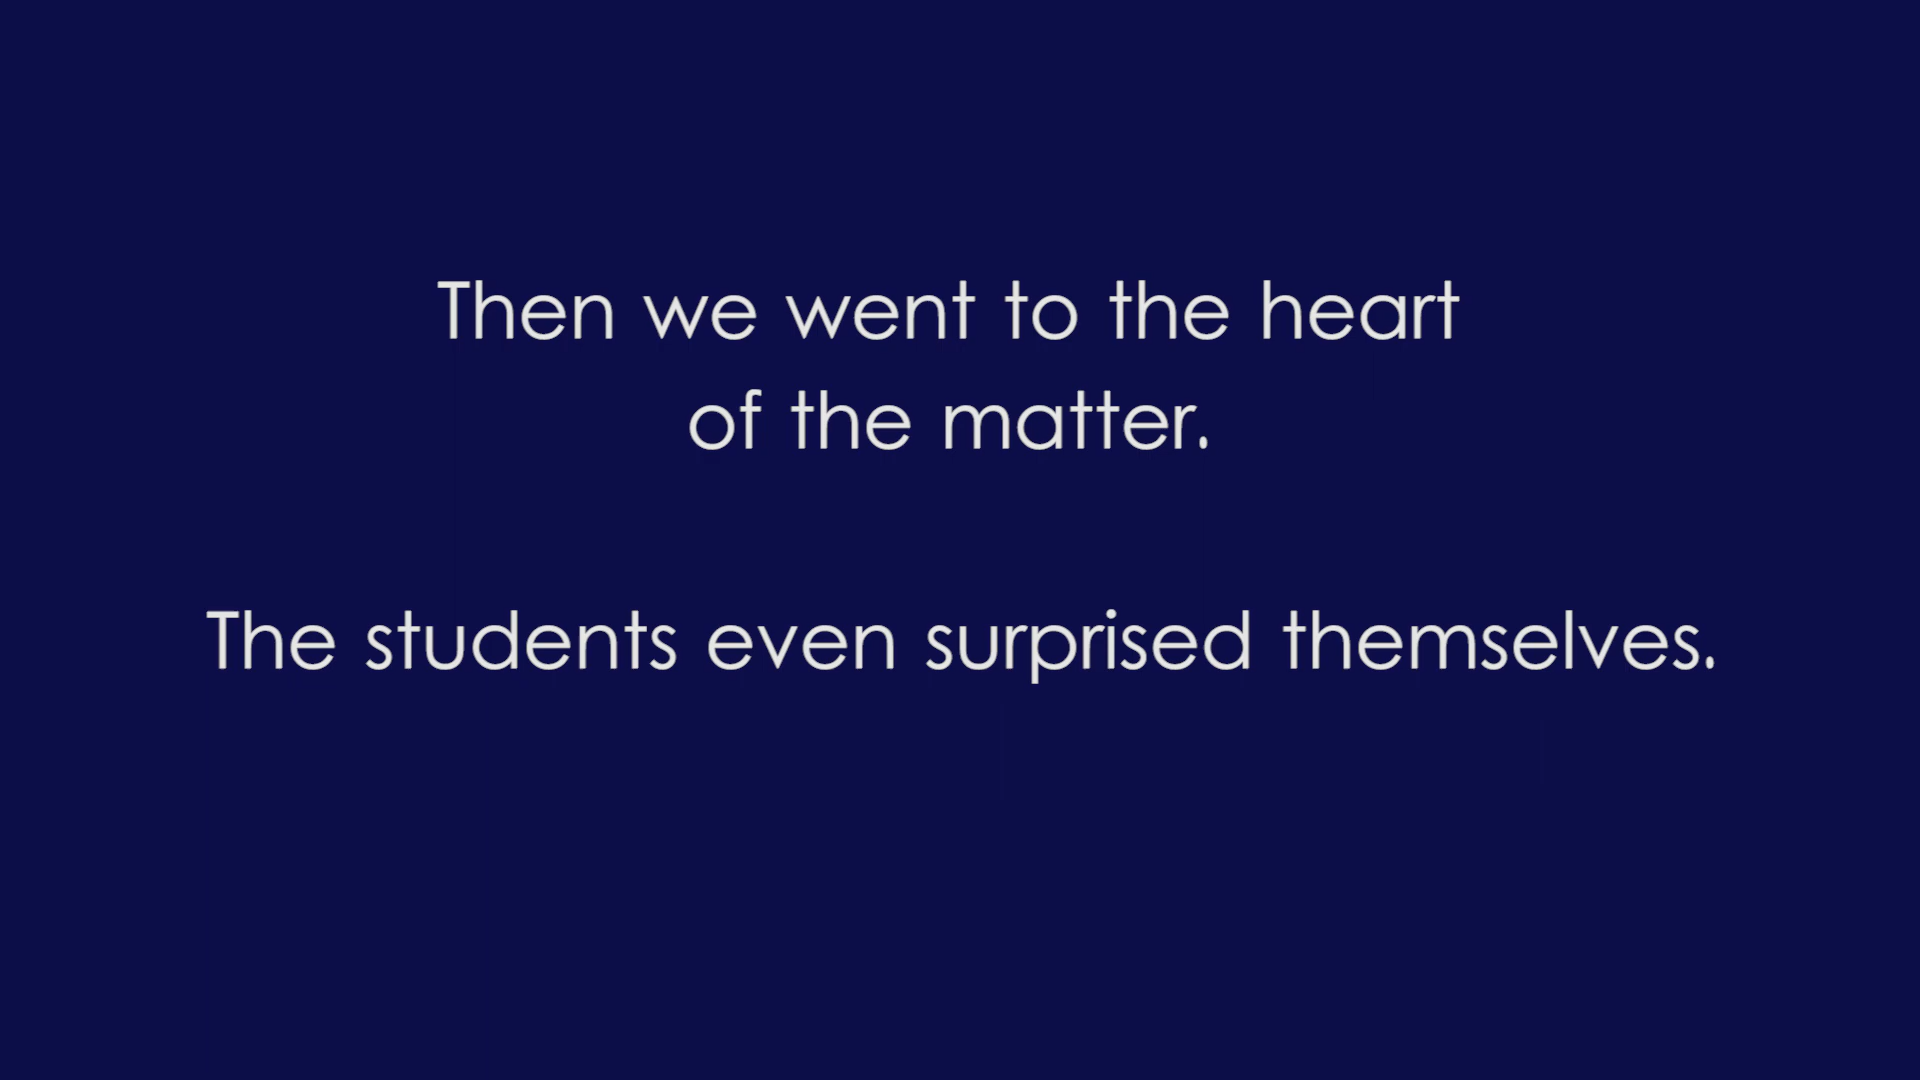 Then we went to the heart
of the matter.
The students even surprised themselves.